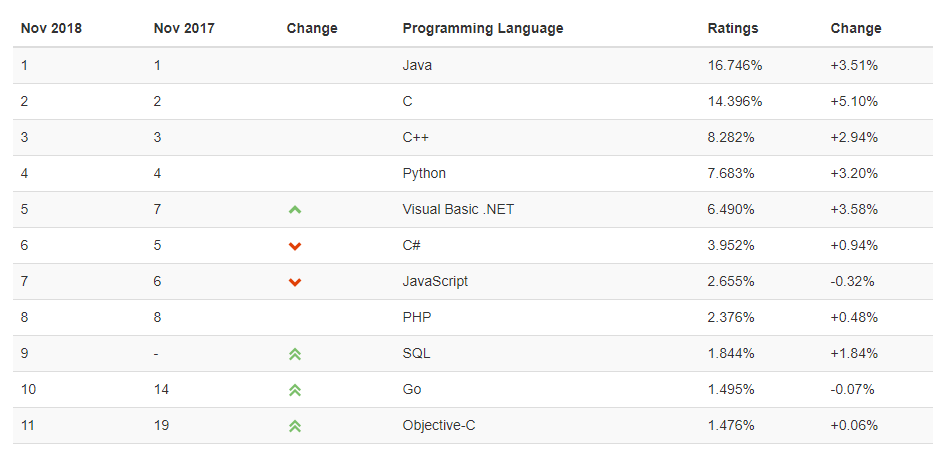 Nov 2018 Nov 2017 Change Programming Language Ratings Change
1 1 Java 16.746% +3.51%
2 2 C 14.396% +5.10%
3 3 C++ 8.282% +2.94%
4 4 Python 7.683% +3.20%
5 7 Visual Basic .NET 6.490% +3.58%
6 5 C# 3.952% +0.94%
7 6 JavaScript 2.655% -0.32%
8 8 PHP 2.376% +0.48%
9 - SQL 1.844% +1.84%
10 14 Go 1.495% -0.07%
11 19 Objective-C 1.476% +0.06%